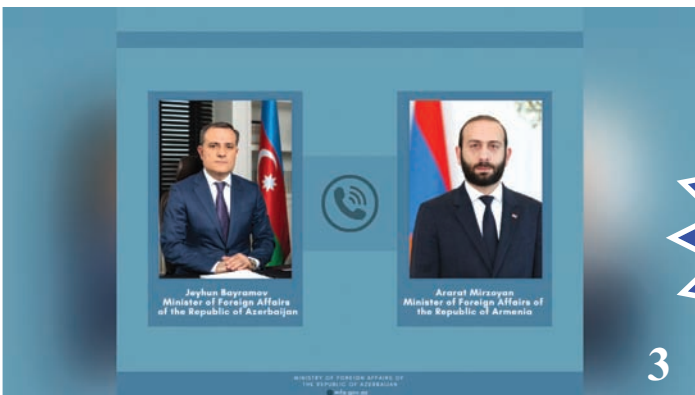 Jeyhun Bayramov
Minister of Foreign Affairs
of the Republic of Azerbaijan
Ararat Mirzoyan
Minister of Foreign Affairs of
the Republic of Armenia
MINISTRY OF FOREIGN AFFAIRS OF
THE REPUBLIC OF AZERBAIJAN
3